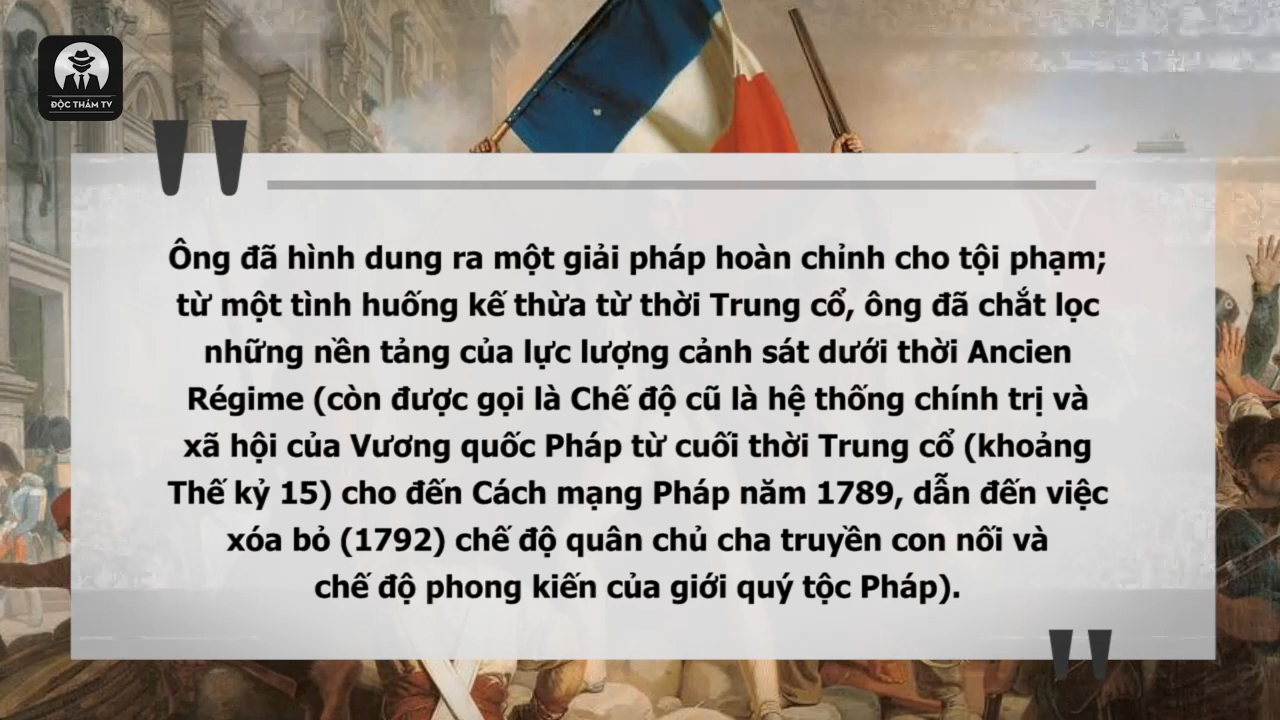 ĐỘC THÁM TV
Ông đã hình dung ra một giải pháp hoàn chỉnh cho tội phạm;
từ một tình huống kế thừa từ thời Trung cổ, ông đã chắt lọc
những nền tảng của lực lượng cảnh sát dưới thời Ancien
Régime (còn được gọi là Chế độ cũ là hệ thống chính trị và
xã hội của Vương quốc Pháp từ cuối thời Trung cổ (khoảng
Thế kỷ 15) cho đến Cách mạng Pháp năm 1789, dẫn đến việc
xóa bỏ (1792) chế độ quân chủ cha truyền con nối và
chế độ phong kiến của giới quý tộc Pháp).